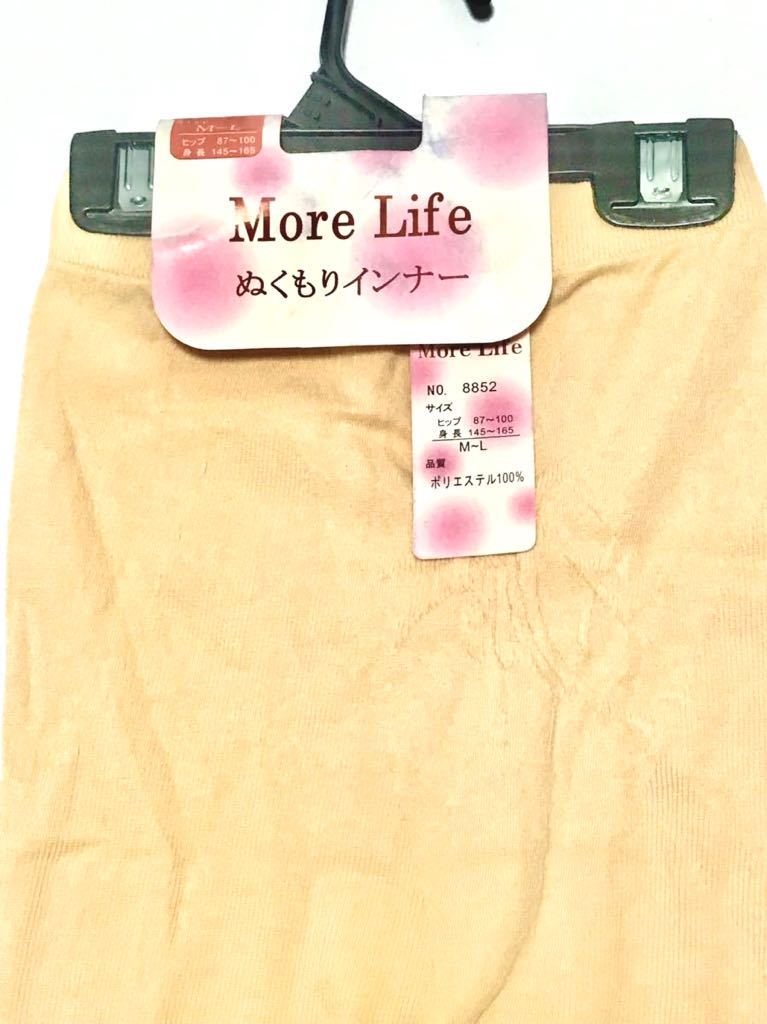 M~L
ヒップ 87~100
身長 145~165
More Life
ぬくもりインナー
More Life
NO. 8852
サイズ
ヒップ 87~100
身長 145~165
M~L
品質
ポリエステル100%